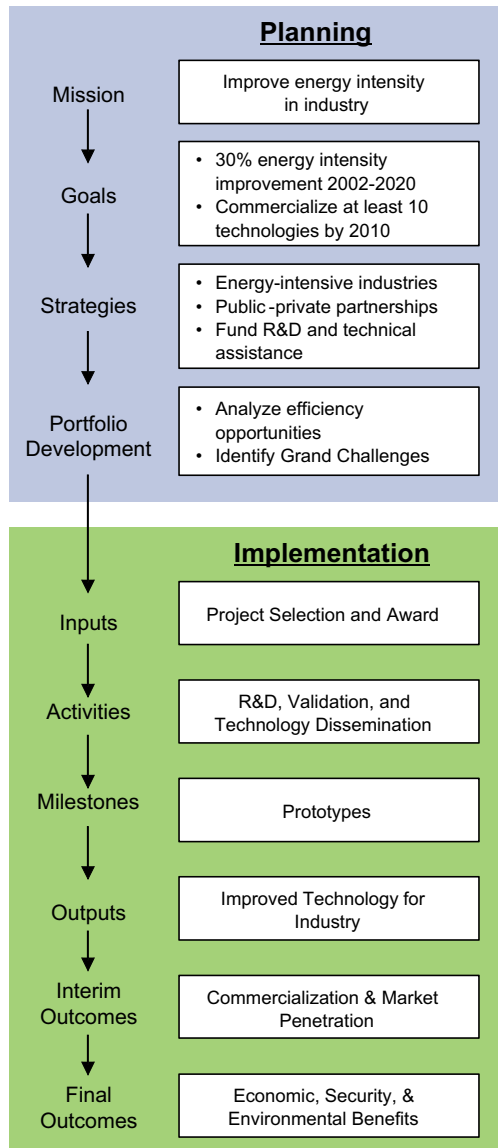 Planning
Mission
Improve energy intensity
in industry
Goals
• 30% energy intensity
improvement 2002-2020
• Commercialize at least 10
technologies by 2010
Strategies
• Energy-intensive industries
• Public-private partnerships
• Fund R&D and technical
assistance
Portfolio
Development
• Analyze efficiency
opportunities
• Identify Grand Challenges
Implementation
Inputs
Project Selection and Award
Activities
R&D, Validation, and
Technology Dissemination
Milestones
Prototypes
Outputs
Improved Technology for
Industry
Interim
Outcomes
Commercialization & Market
Penetration
Final
Outcomes
Economic, Security, &
Environmental Benefits